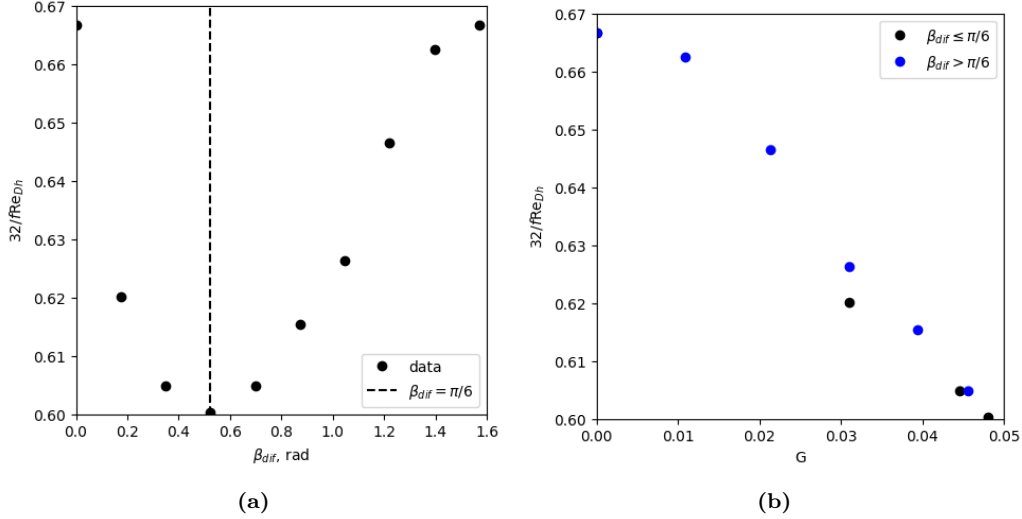 0.67
0.66
0.65
0.64
0.63
0.62
0.61
0.60
32/fRe_Dh
0.0 0.2 0.4 0.6 0.8 1.0 1.2 1.4 1.6
β_dif, rad
data
β_dif = π/6
(a)
0.67
0.66
0.65
0.64
0.63
0.62
0.61
0.60
32/fRe_Dh
0.00 0.01 0.02 0.03 0.04 0.05
G
β_dif ≤ π/6
β_dif > π/6
(b)